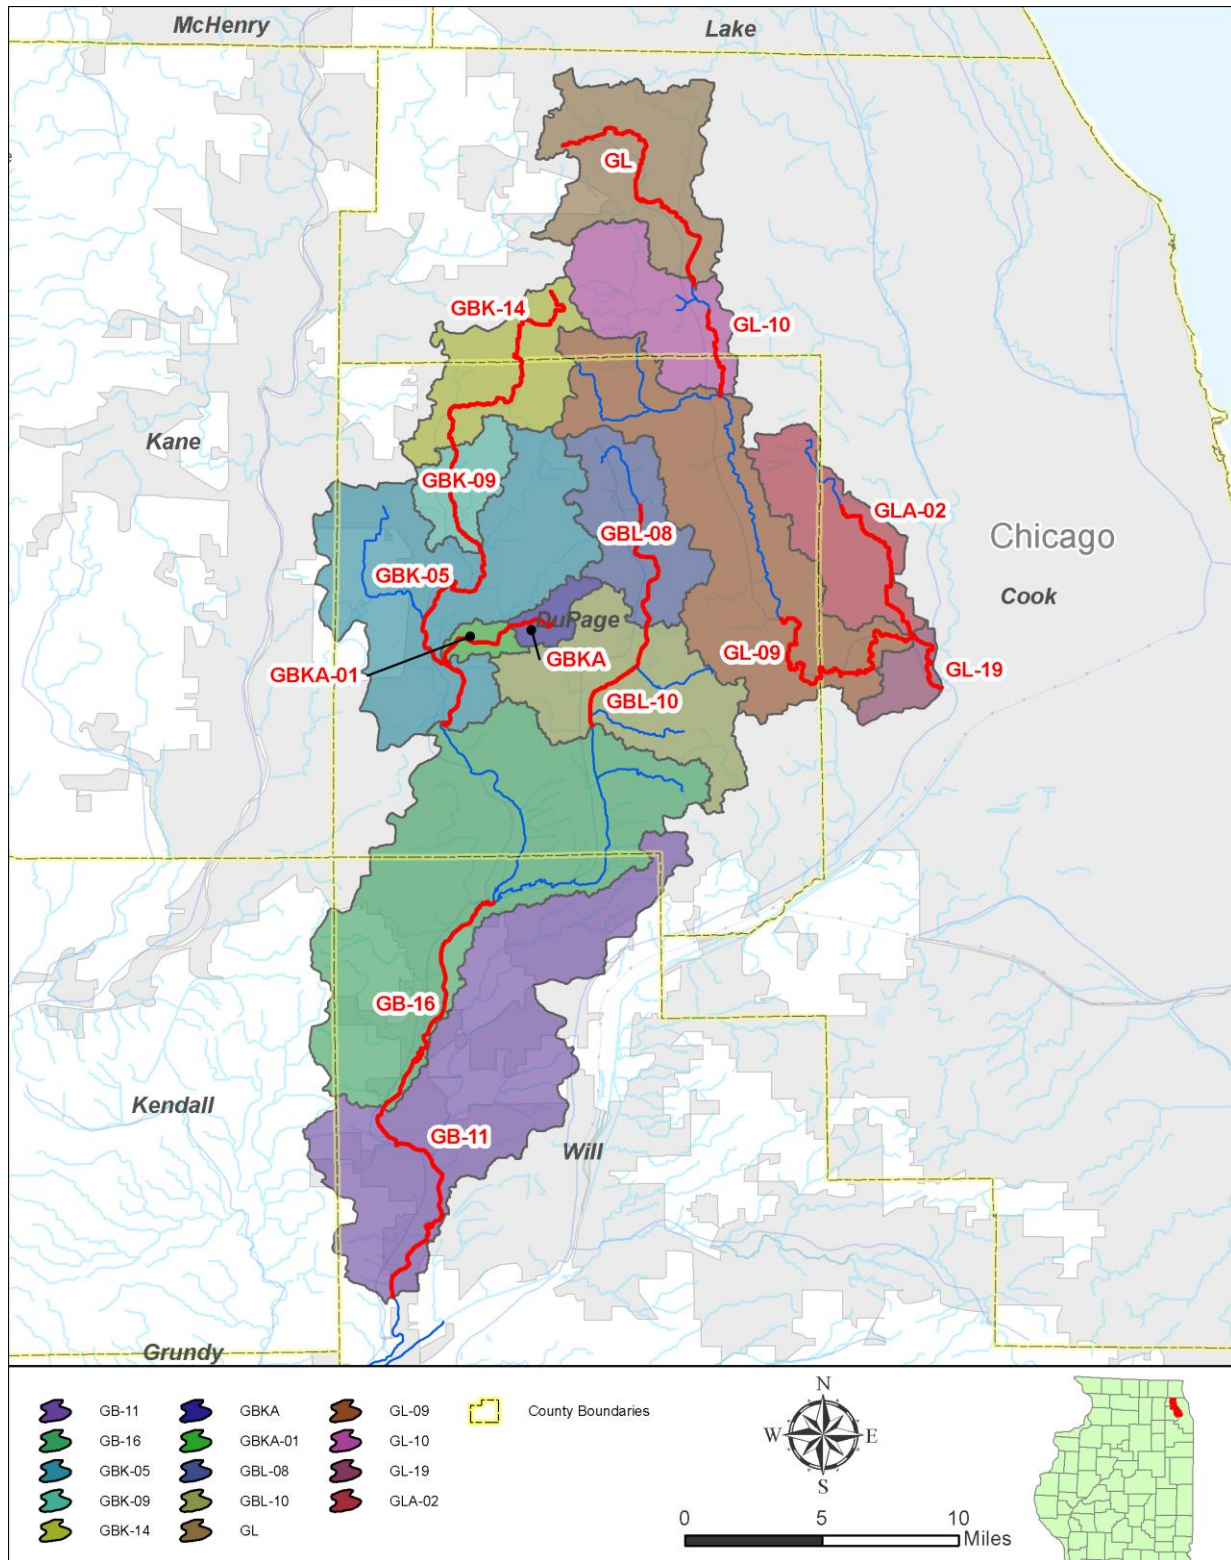 McHenry
Lake
GL
GBK-14
GL-10
Kane
GBK-09
GLA-02
GBL-08
Chicago
GBK-05
Cook
DuPage
GBKA-01
GBKA
GL-09
GL-19
GBL-10
GB-16
Kendall
GB-11
Will
Grundy
GB-11
GBKA
GL-09
County Boundaries
GB-16
GBKA-01
GL-10
GBK-05
GBL-08
GL-19
GBK-09
GBL-10
GLA-02
GBK-14
GL
N
W E
S
0 5 10
Miles